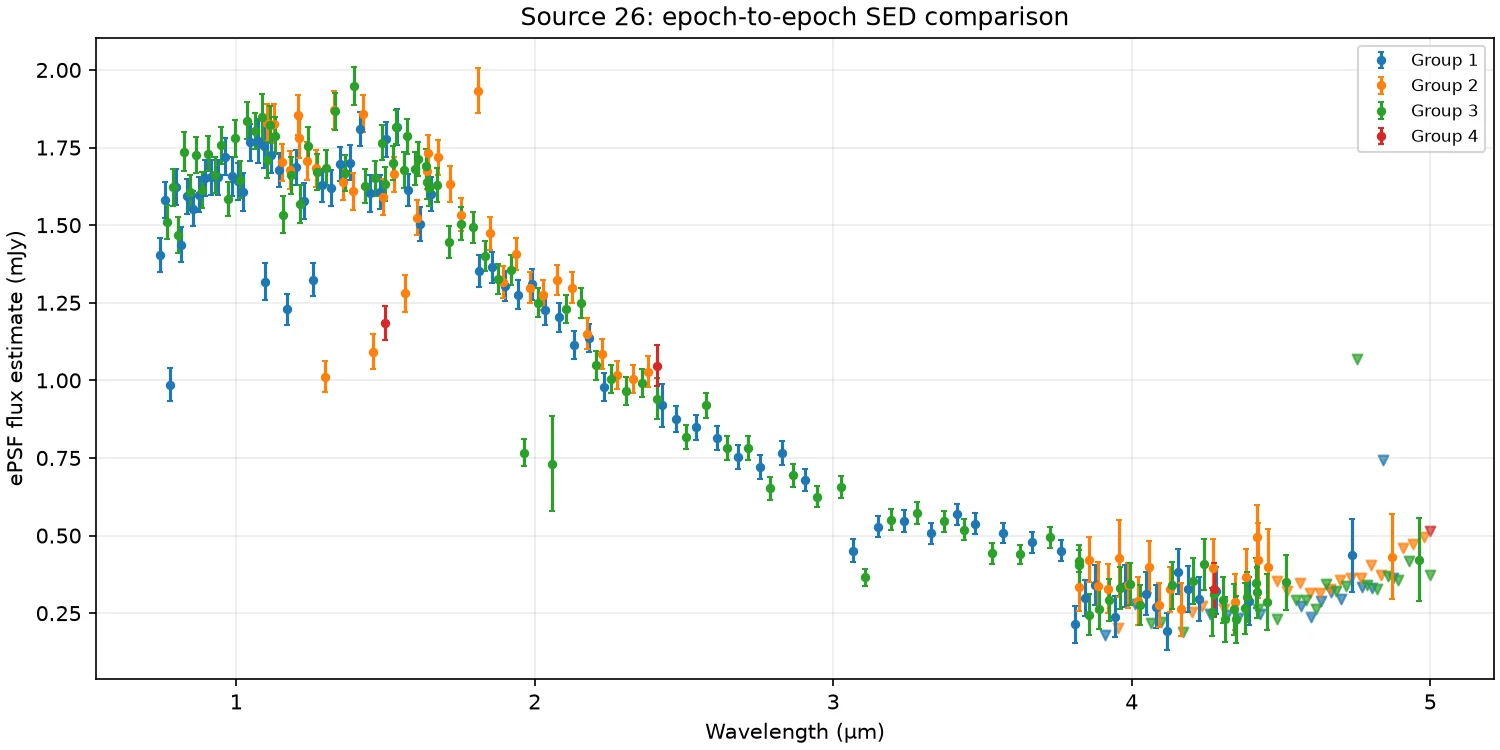 Source 26: epoch-to-epoch SED comparison
Group 1
Group 2
Group 3
Group 4
ePSF flux estimate (mJy)
2.00
1.75
1.50
1.25
1.00
0.75
0.50
0.25
1 2 3 4 5
Wavelength (μm)